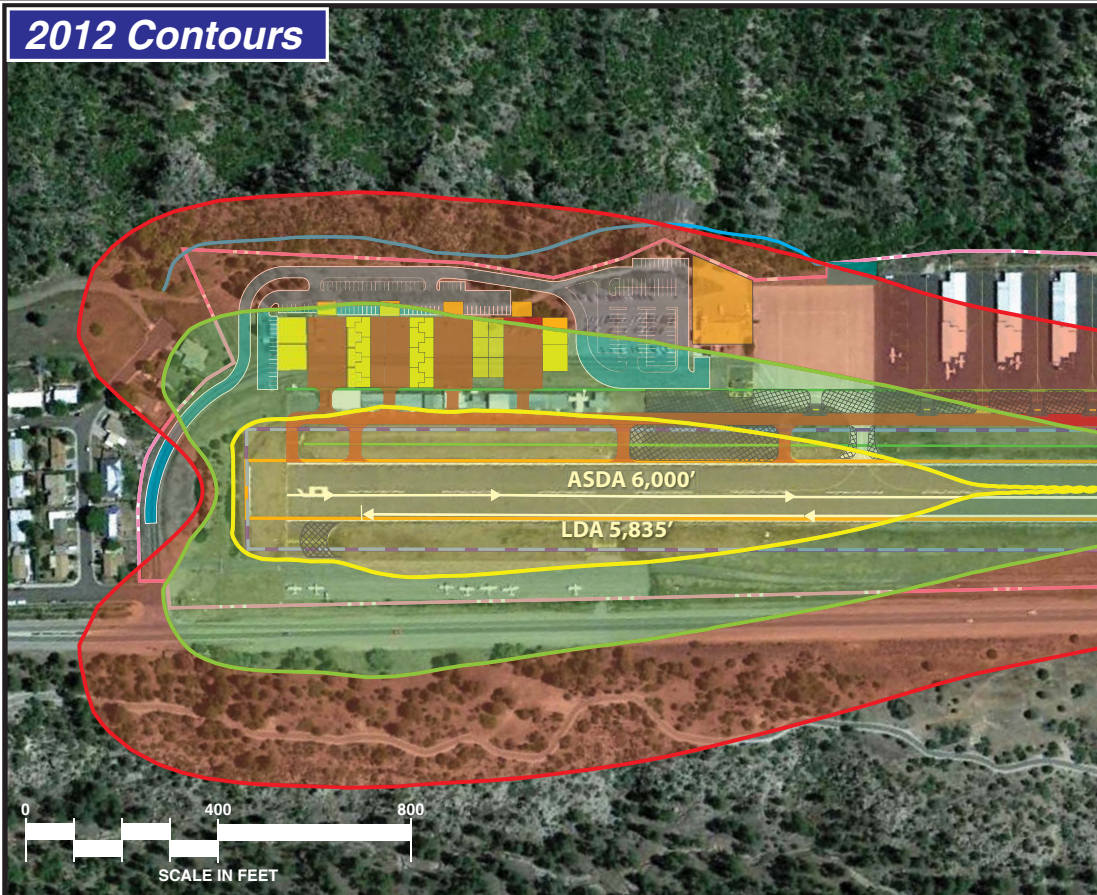 2012 Contours
ASDA 6,000'
LDA 5,835'
0 400 800
SCALE IN FEET